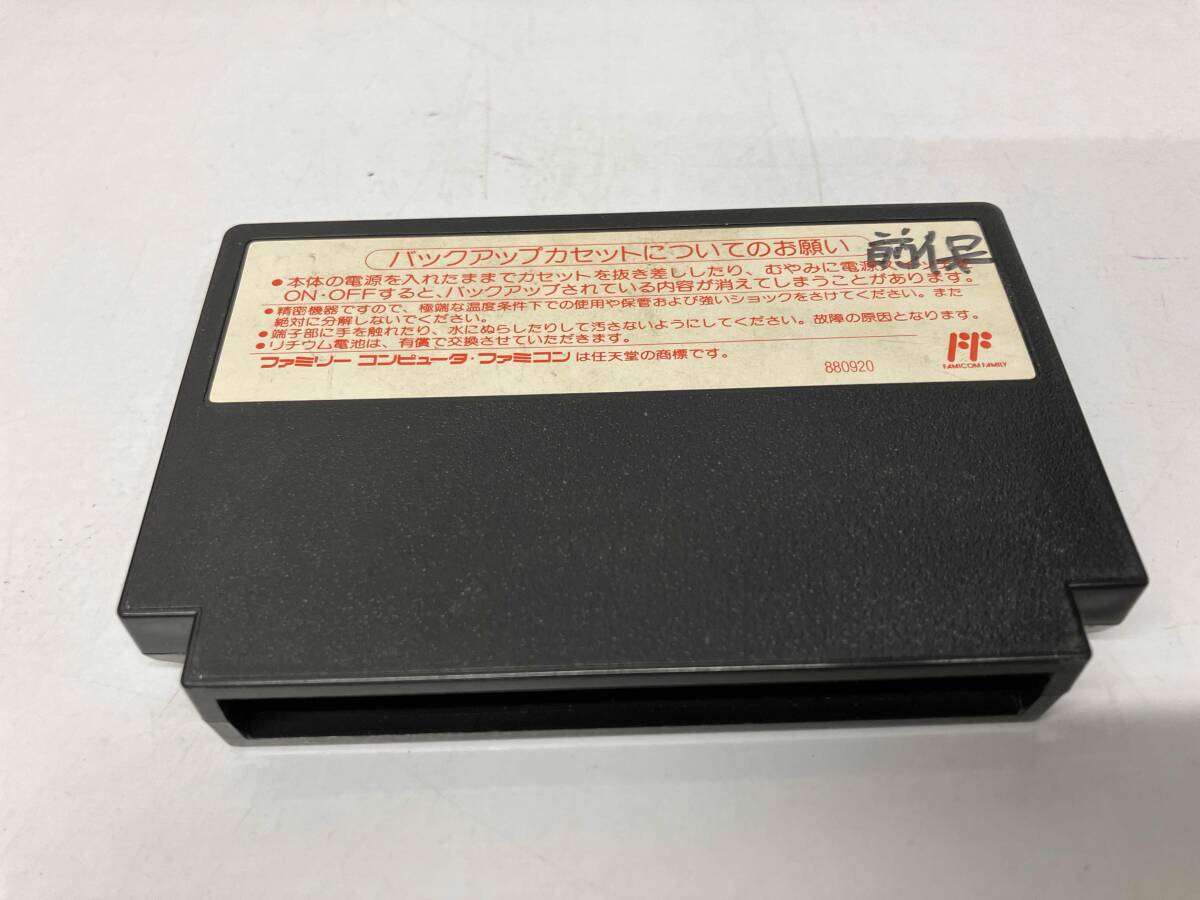 バックアップカセットについてのお願い
前保
●本体の電源を入れたままでカセットを抜き差ししたり、むやみに電源
ON・OFFすると、バックアップされている内容が消えてしまうことがあります。
●精密機器ですので、極端な温度条件下での使用や保管および強いショックをさけてください。また
絶対に分解しないでください。
●端子部に手を触れたり、水にぬらしたりして汚さないようにしてください。故障の原因となります。
●リチウム電池は、有償で交換させていただきます。
ファミリー コンピュータ・ファミコン は任天堂の商標です。
880920
FAMICOM FAMILY